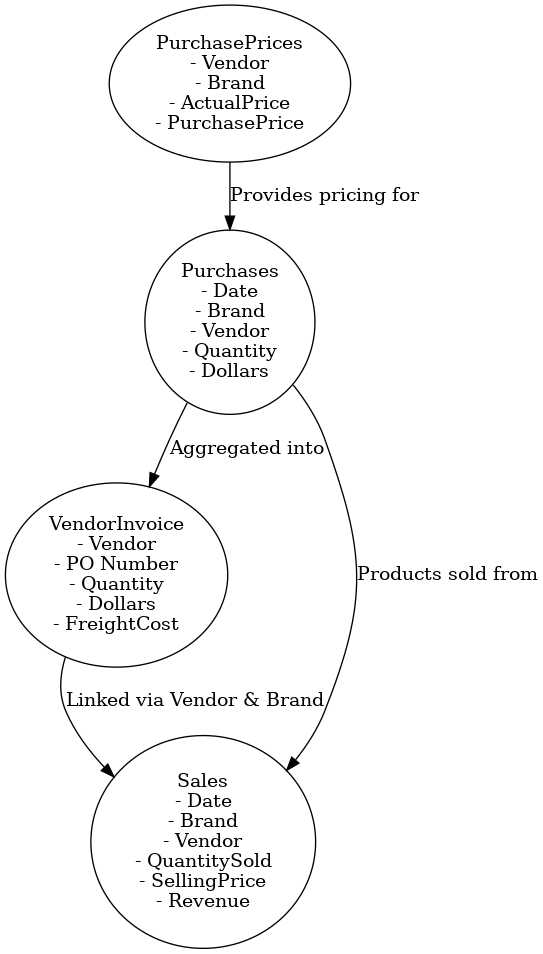 PurchasePrices
- Vendor
- Brand
- ActualPrice
- PurchasePrice
Provides pricing for
Purchases
- Date
- Brand
- Vendor
- Quantity
- Dollars
Aggregated into
VendorInvoice
- Vendor
- PO Number
- Quantity
- Dollars
- FreightCost
Products sold from
Linked via Vendor & Brand
Sales
- Date
- Brand
- Vendor
- QuantitySold
- SellingPrice
- Revenue